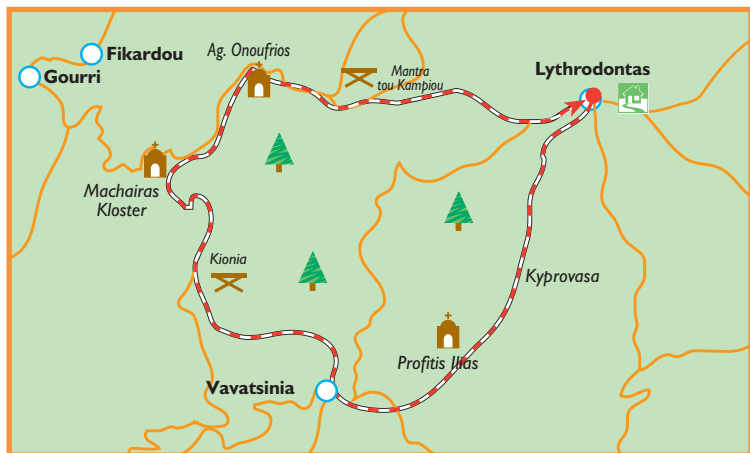 Fikardou
Gourri
Ag. Onoufrios
Mantra
tou Kampiou
Lythrodontas
Machairas
Kloster
Kionia
Kyprovasa
Profitis Ilias
Vavatsinia